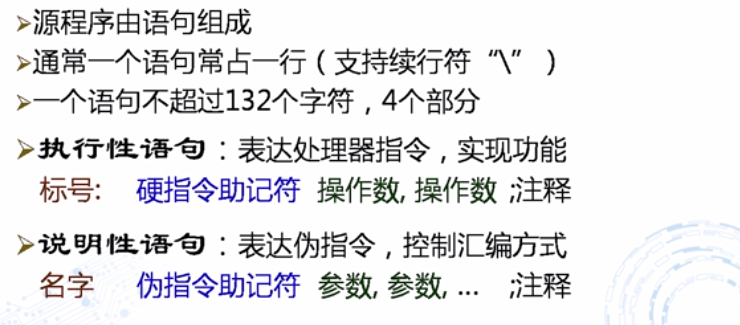 ➢源程序由语句组成
➢通常一个语句常占一行（支持续行符“\”）
➢一个语句不超过132个字符，4个部分
➢执行性语句：表达处理器指令，实现功能
标号: 硬指令助记符 操作数, 操作数 ;注释
➢说明性语句：表达伪指令，控制汇编方式
名字 伪指令助记符 参数, 参数, ... ;注释